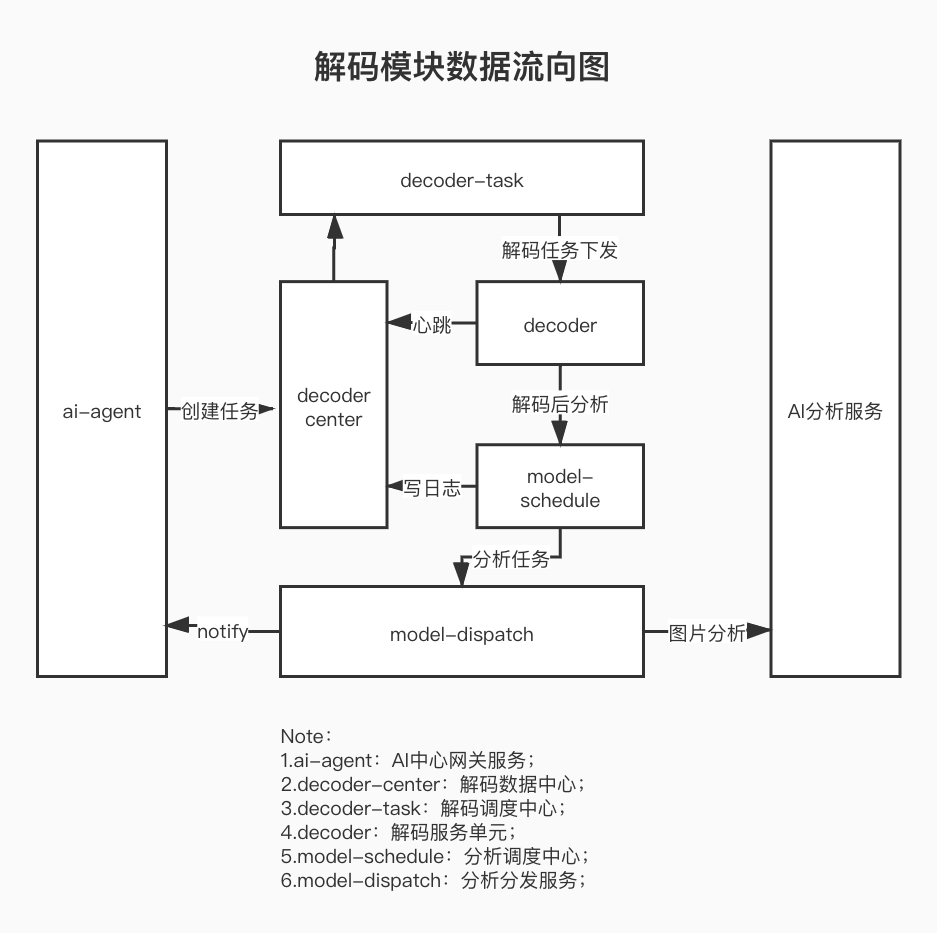 解码模块数据流向图
decoder-task
解码任务下发
心跳
decoder
decoder
center
ai-agent
创建任务
解码后分析
AI分析服务
写日志
model-
schedule
分析任务
notify
model-dispatch
图片分析
Note：
1.ai-agent：AI中心网关服务；
2.decoder-center：解码数据中心；
3.decoder-task：解码调度中心；
4.decoder：解码服务单元；
5.model-schedule：分析调度中心；
6.model-dispatch：分析分发服务；